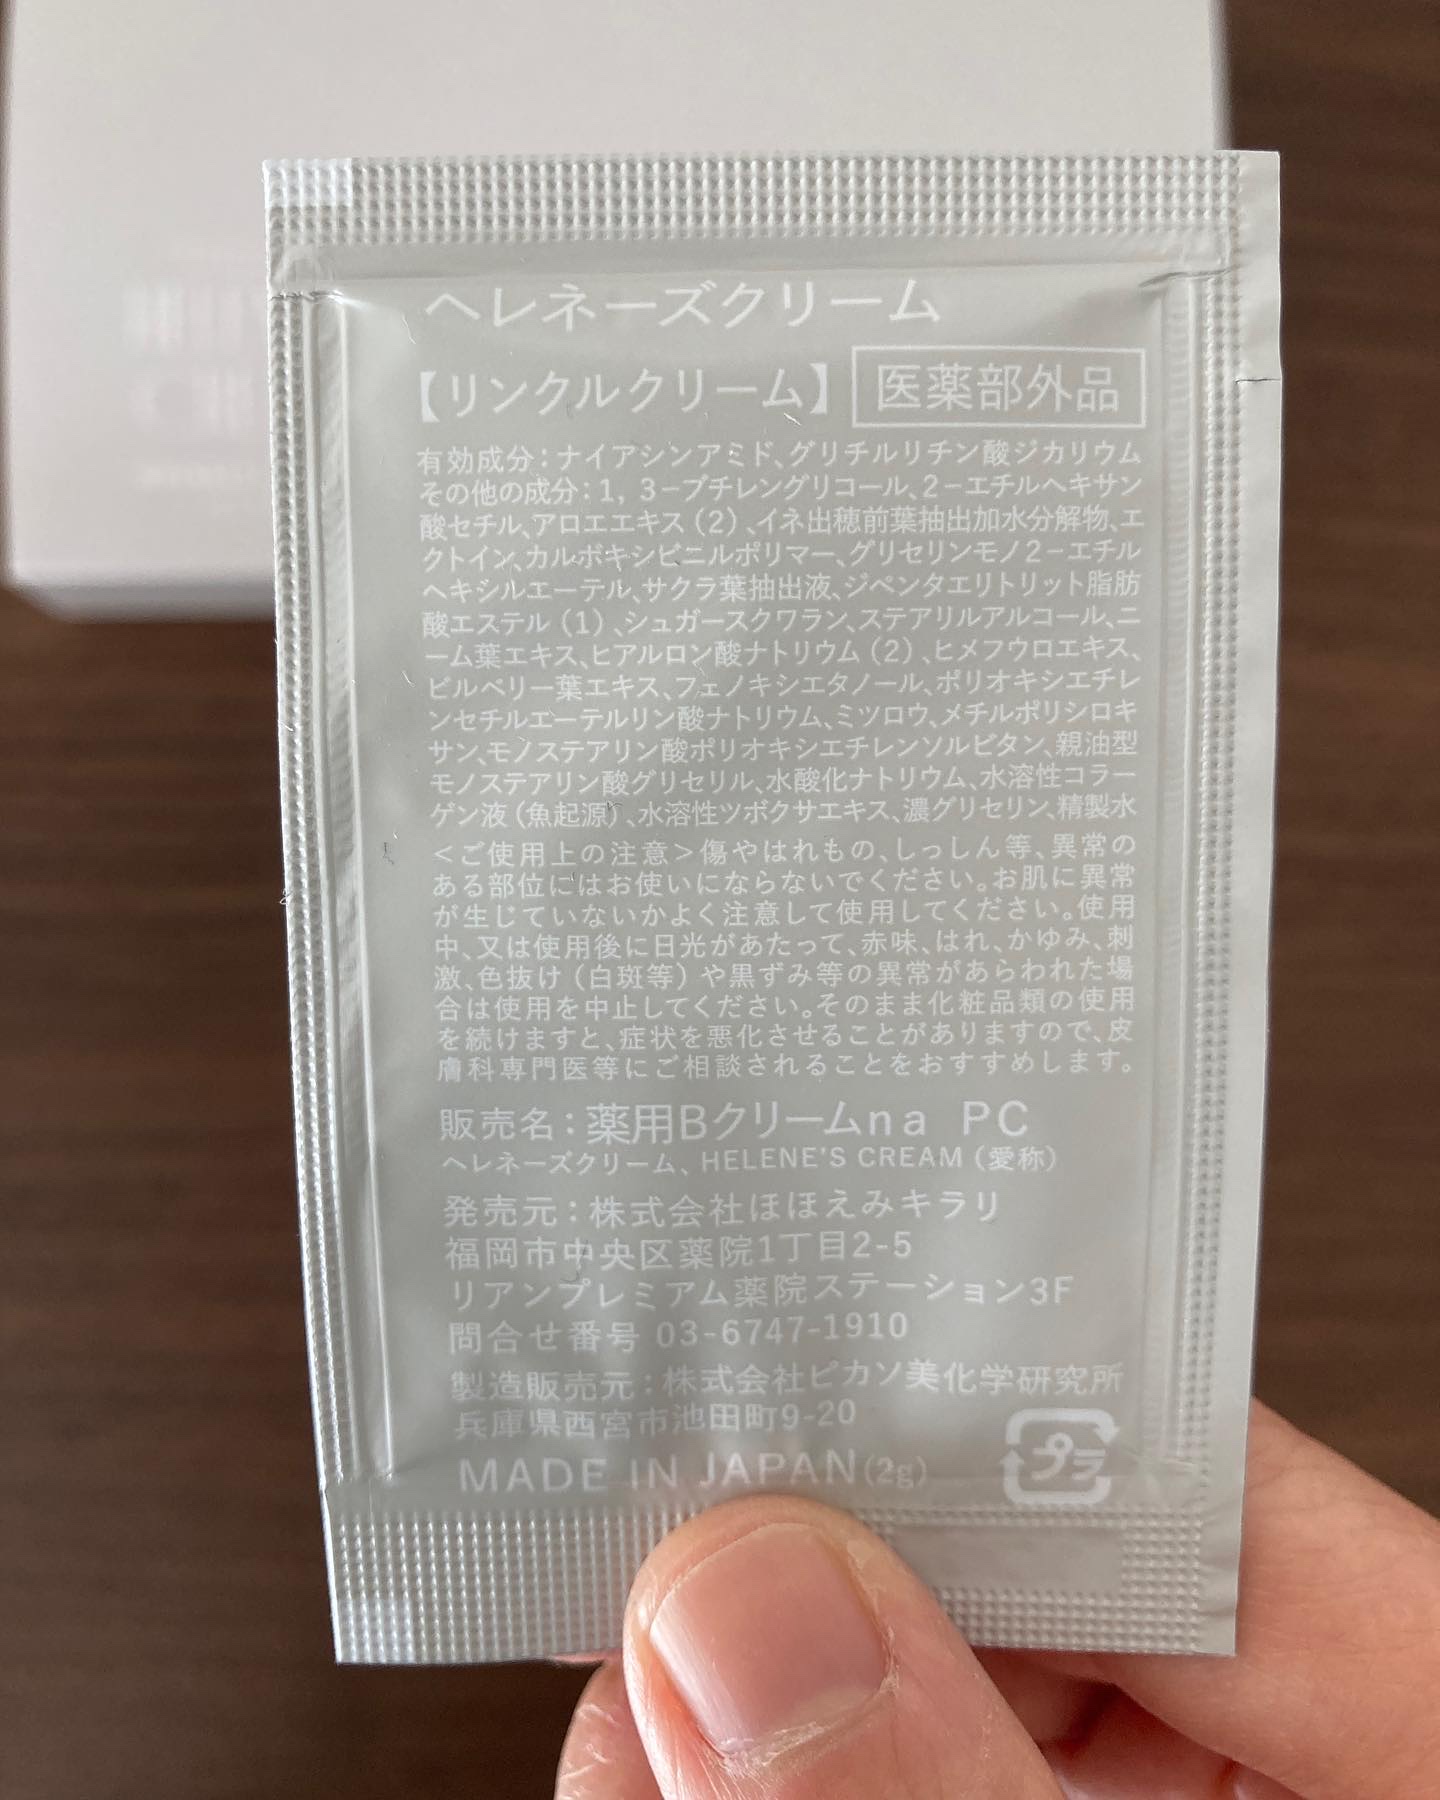 ヘレネーズクリーム
【リンクルクリーム】 医薬部外品
有効成分：ナイアシンアミド、グリチルリチン酸ジカリウム
その他の成分：1，3−ブチレングリコール、2−エチルヘキサン
酸セチル、アロエエキス（2）、イネ出穂前葉抽出加水分解物、エ
クトイン、カルボキシビニルポリマー、グリセリンモノ2−エチル
ヘキシルエーテル、サクラ葉抽出液、ジペンタエリトリット脂肪
酸エステル（1）、シュガースクワラン、ステアリルアルコール、ニ
ーム葉エキス、ヒアルロン酸ナトリウム（2）、ヒメフウロエキス、
ビルベリー葉エキス、フェノキシエタノール、ポリオキシエチレ
ンセチルエーテルリン酸ナトリウム、ミツロウ、メチルポリシロキ
サン、モノステアリン酸ポリオキシエチレンソルビタン、親油型
モノステアリン酸グリセリル、水酸化ナトリウム、水溶性コラー
ゲン液（魚起源）、水溶性ツボクサエキス、濃グリセリン、精製水
＜ご使用上の注意＞傷やはれもの、しっしん等、異常の
ある部位にはお使いにならないでください。お肌に異常
が生じていないかよく注意して使用してください。使用
中、又は使用後に日光があたって、赤味、はれ、かゆみ、刺
激、色抜け（白斑等）や黒ずみ等の異常があらわれた場
合は使用を中止してください。そのまま化粧品類の使用
を続けますと、症状を悪化させることがありますので、皮
膚科専門医等にご相談されることをおすすめします。
販売名：薬用Bクリームna PC
ヘレネーズクリーム、HELENE'S CREAM（愛称）
発売元：株式会社ほほえみキラリ
福岡市中央区薬院1丁目2-5
リアンプレミアム薬院ステーション3F
問合せ番号 03-6747-1910
製造販売元：株式会社ピカソ美化学研究所
兵庫県西宮市池田町9-20
MADE IN JAPAN（2g）
プラ